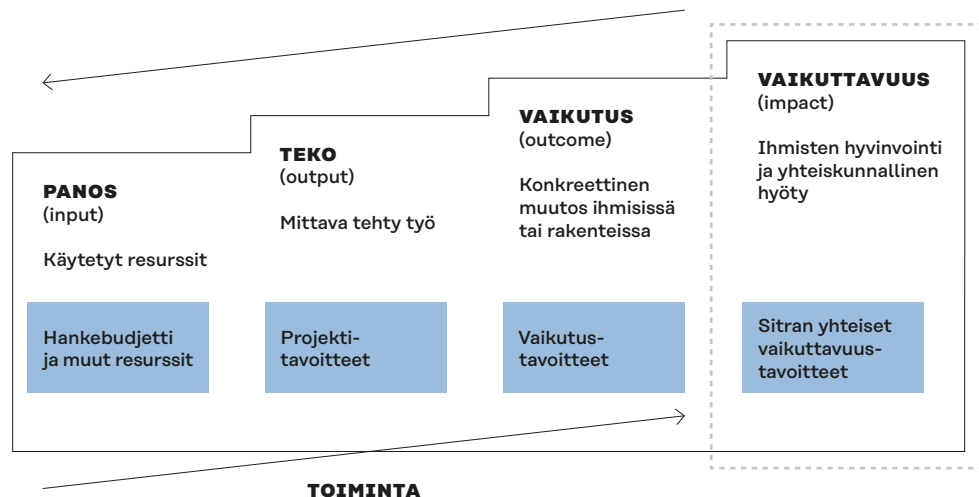 PANOS
(input)
Käytetyt resurssit
Hankebudjetti
ja muut resurssit
TEKO
(output)
Mittava tehty työ
Projekti-
tavoitteet
VAIKUTUS
(outcome)
Konkreettinen
muutos ihmisissä
tai rakenteissa
Vaikutus-
tavoitteet
VAIKUTTAVUUS
(impact)
Ihmisten hyvinvointi
ja yhteiskunnallinen
hyöty
Sitran yhteiset
vaikuttavuus-
tavoitteet
TOIMINTA